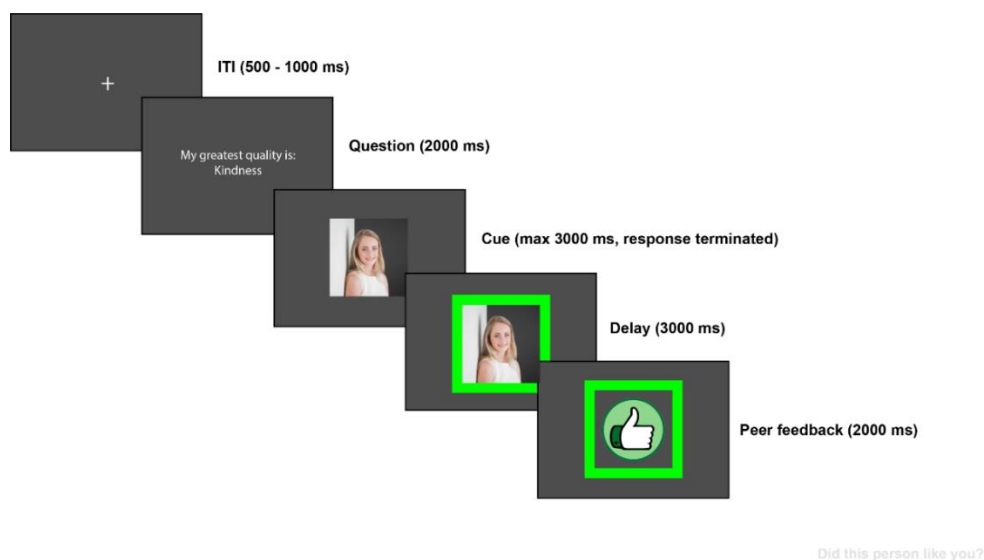 ITI (500 - 1000 ms)
My greatest quality is:
Kindness
Question (2000 ms)
Cue (max 3000 ms, response terminated)
Delay (3000 ms)
Peer feedback (2000 ms)
Did this person like you?